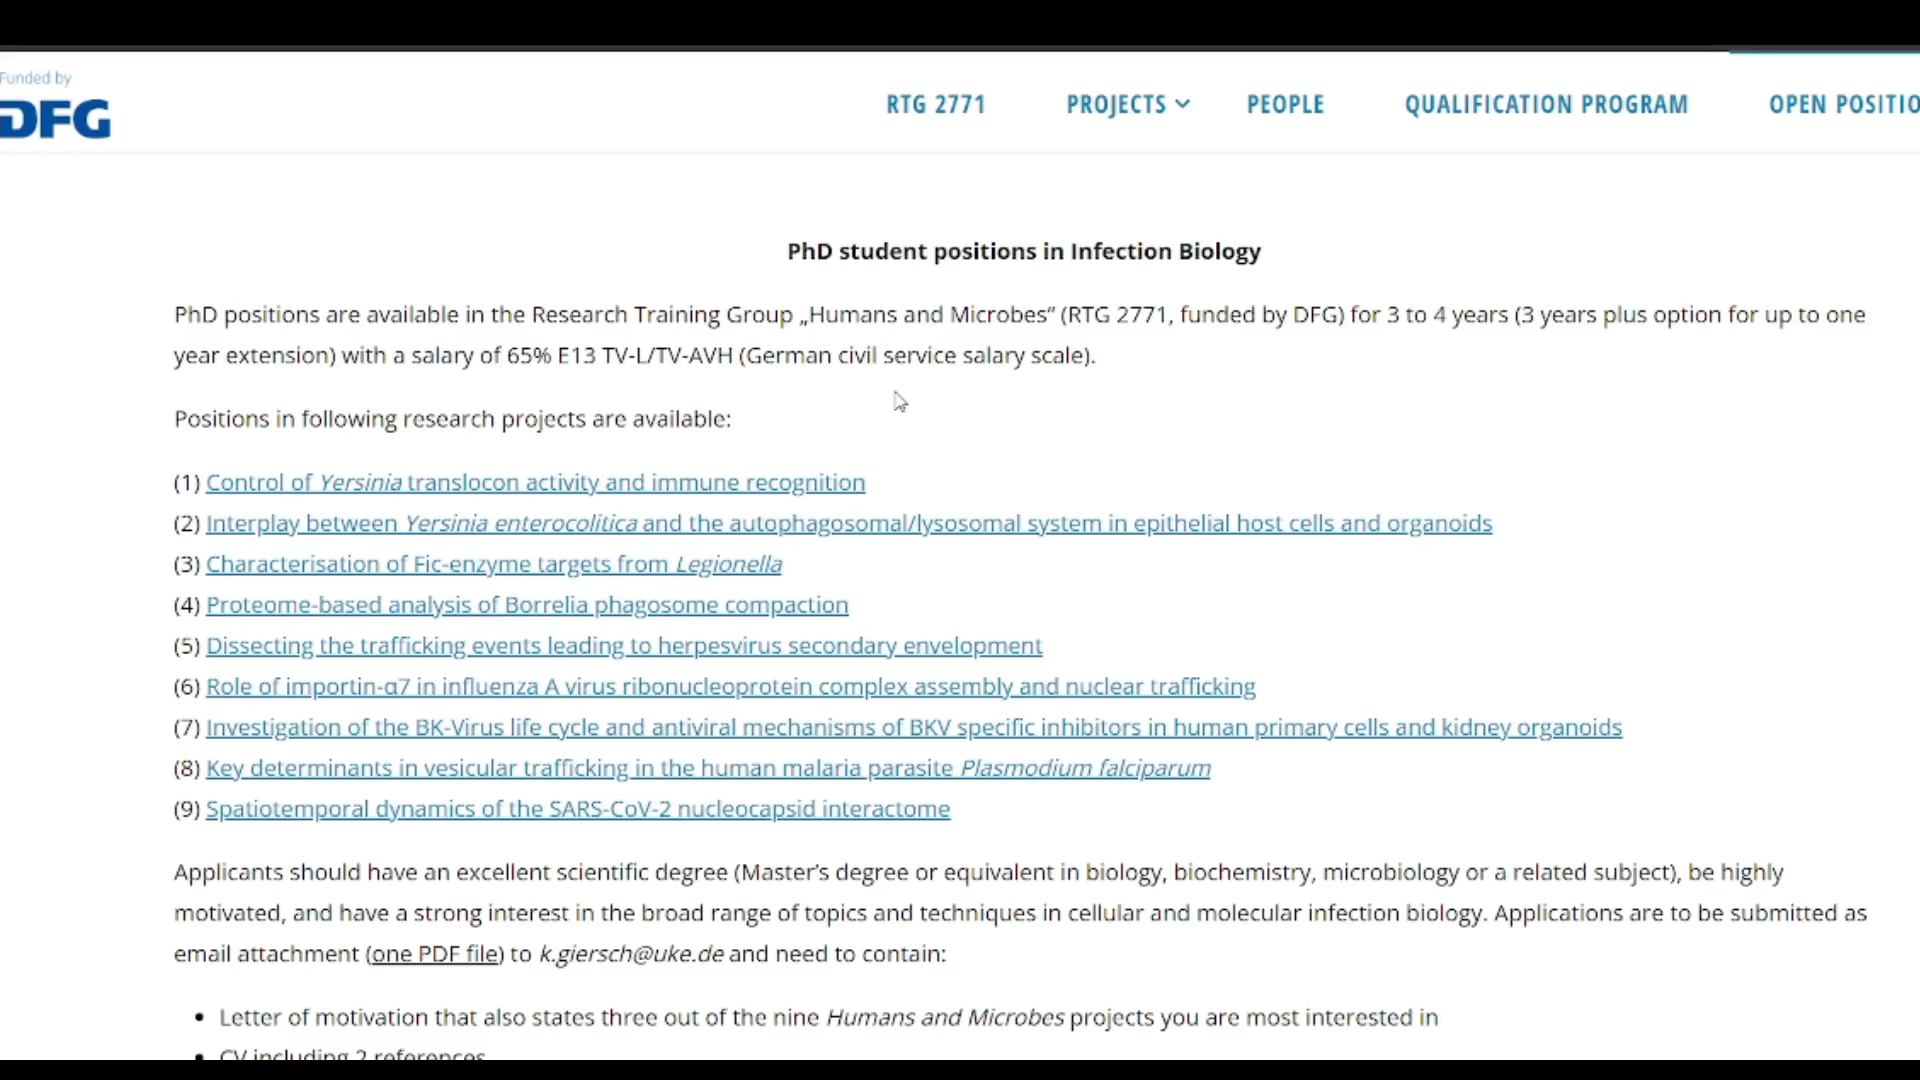 Funded by
DFG
RTG 2771
PROJECTS
PEOPLE
QUALIFICATION PROGRAM
OPEN POSITIO
PhD student positions in Infection Biology
PhD positions are available in the Research Training Group „Humans and Microbes“ (RTG 2771, funded by DFG) for 3 to 4 years (3 years plus option for up to one
year extension) with a salary of 65% E13 TV-L/TV-AVH (German civil service salary scale).
Positions in following research projects are available:
(1) Control of Yersinia translocon activity and immune recognition
(2) Interplay between Yersinia enterocolitica and the autophagosomal/lysosomal system in epithelial host cells and organoids
(3) Characterisation of Fic-enzyme targets from Legionella
(4) Proteome-based analysis of Borrelia phagosome compaction
(5) Dissecting the trafficking events leading to herpesvirus secondary envelopment
(6) Role of importin-α7 in influenza A virus ribonucleoprotein complex assembly and nuclear trafficking
(7) Investigation of the BK-Virus life cycle and antiviral mechanisms of BKV specific inhibitors in human primary cells and kidney organoids
(8) Key determinants in vesicular trafficking in the human malaria parasite Plasmodium falciparum
(9) Spatiotemporal dynamics of the SARS-CoV-2 nucleocapsid interactome
Applicants should have an excellent scientific degree (Master’s degree or equivalent in biology, biochemistry, microbiology or a related subject), be highly
motivated, and have a strong interest in the broad range of topics and techniques in cellular and molecular infection biology. Applications are to be submitted as
email attachment (one PDF file) to k.giersch@uke.de and need to contain:
• Letter of motivation that also states three out of the nine Humans and Microbes projects you are most interested in
• CV including 2 references